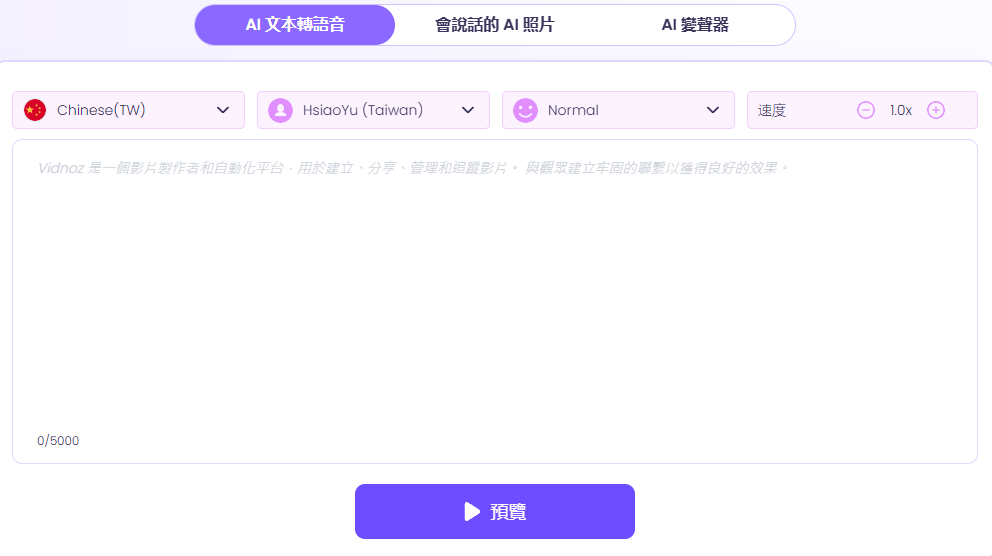 AI 文本轉語音 會說話的 AI 照片 AI 變聲器
Chinese(TW) HsiaoYu (Taiwan) Normal 速度 1.0x
Vidnoz 是一個影片製作者和自動化平台，用於建立、分享、管理和追蹤影片。 與觀眾建立牢固的聯繫以獲得良好的效果。
0/5000
預覽